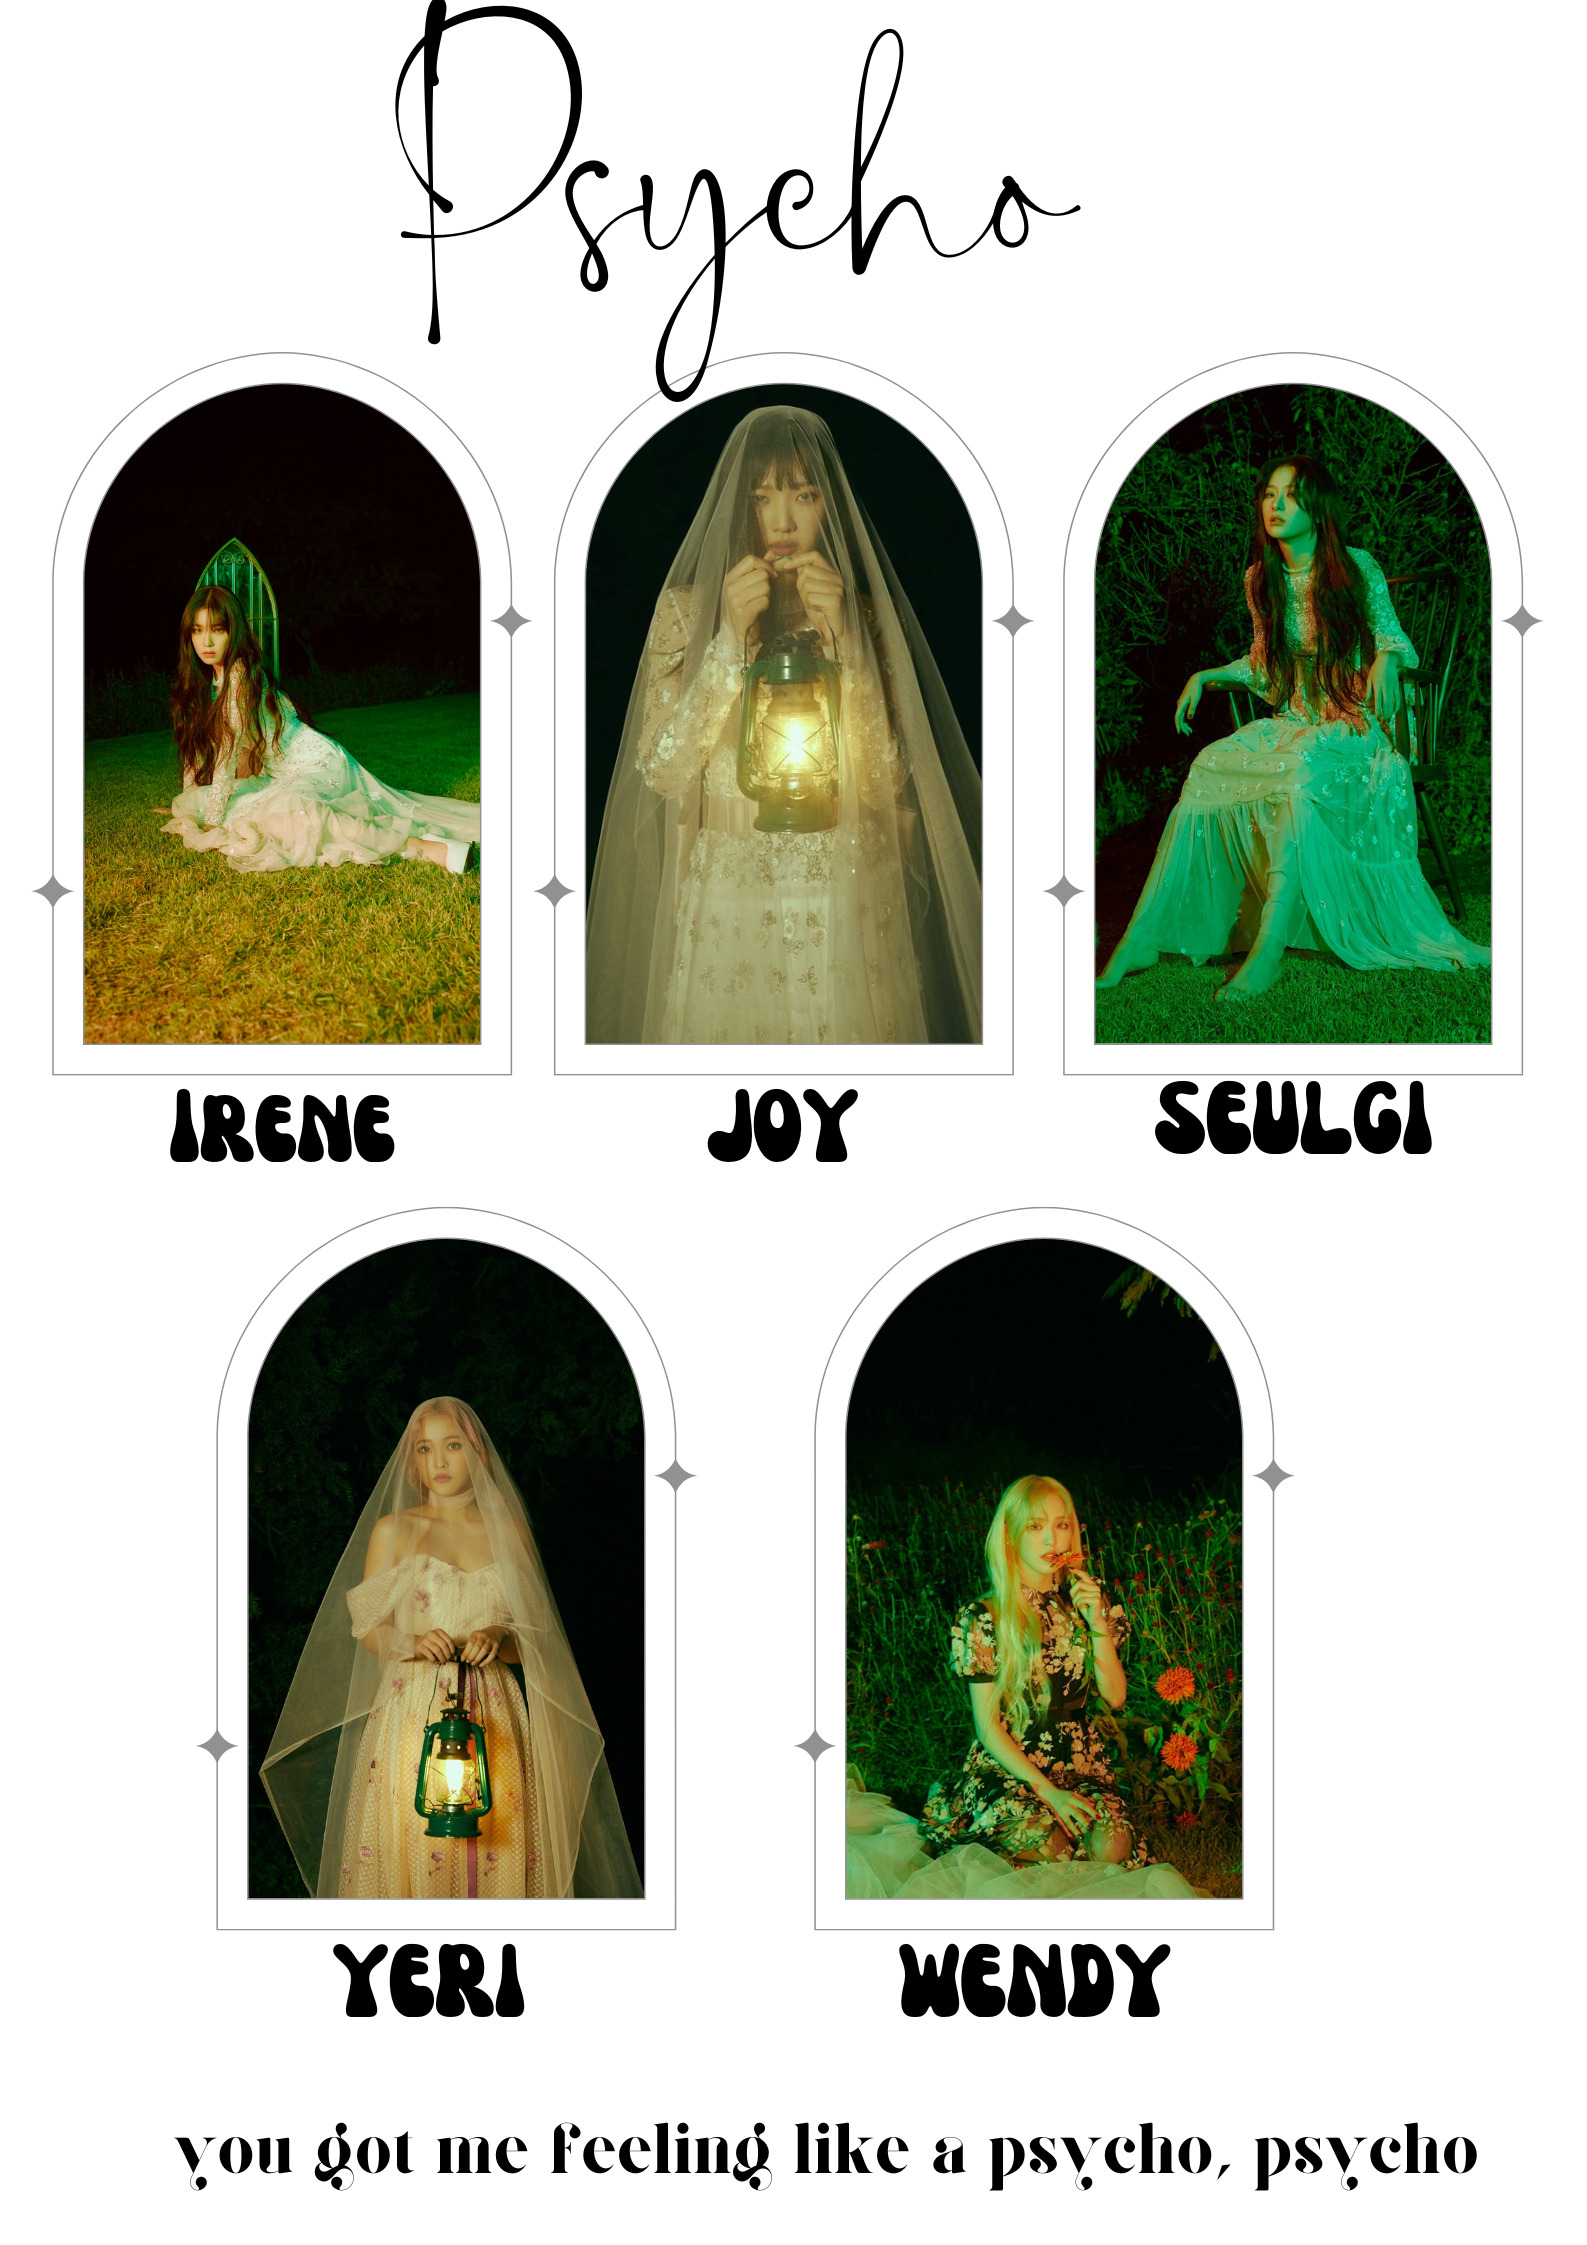 Psycho
IRENE
JOY
SEULGI
YERI
WENDY
you got me feeling like a psycho, psycho